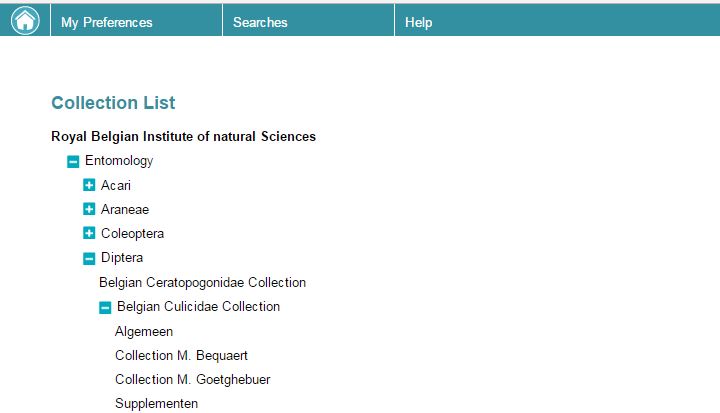 My Preferences Searches Help
Collection List
Royal Belgian Institute of natural Sciences
Entomology
Acari
Araneae
Coleoptera
Diptera
Belgian Ceratopogonidae Collection
Belgian Culicidae Collection
Algemeen
Collection M. Bequaert
Collection M. Goetghebuer
Supplementen